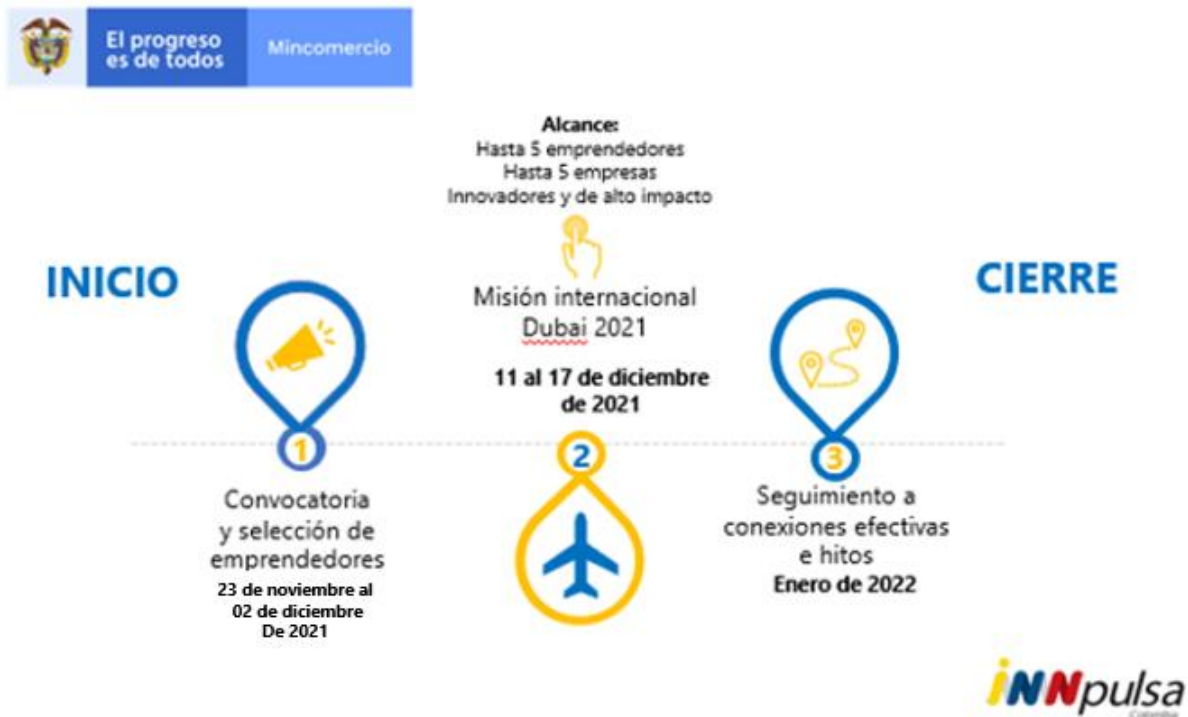 El progreso
es de todos
Mincomercio
Alcance:
Hasta 5 emprendedores
Hasta 5 empresas
Innovadores y de alto impacto
INICIO
CIERRE
Misión internacional
Dubai 2021
11 al 17 de diciembre
de 2021
1
2
3
Convocatoria
y selección de
emprendedores
23 de noviembre al
02 de diciembre
De 2021
Seguimiento a
conexiones efectivas
e hitos
Enero de 2022
iNNpulsa
Colombia